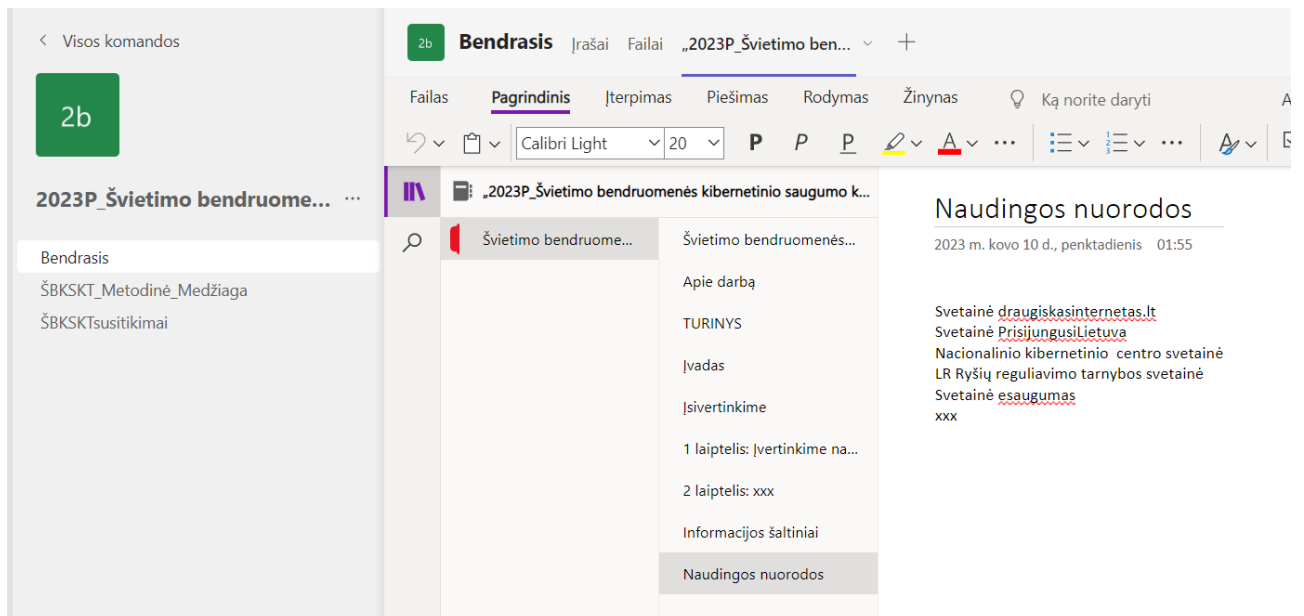 Visos komandos
2b
2023P_Švietimo bendruome... ...
Bendrasis
ŠBKSKT_Metodinė_Medžiaga
ŠBKSKTsusitikimai
2b Bendrasis Įrašai Failai „2023P_Švietimo ben...
Failas Pagrindinis Įterpimas Piešimas Rodymas Žinynas Ką norite daryti A
Calibri Light 20 P P P A ... ... A
„2023P_Švietimo bendruomenės kibernetinio saugumo k...
Švietimo bendruome...
Švietimo bendruomenės...
Apie darbą
TURINYS
Įvadas
Įsivertinkime
1 laiptelis: Įvertinkime na...
2 laiptelis: xxx
Informacijos šaltiniai
Naudingos nuorodos
Naudingos nuorodos
2023 m. kovo 10 d., penktadienis 01:55
Svetainė draugiskasinternetas.lt
Svetainė PrisijungusiLietuva
Nacionalinio kibernetinio  centro svetainė
LR Ryšių reguliavimo tarnybos svetainė
Svetainė esaugumas
xxx